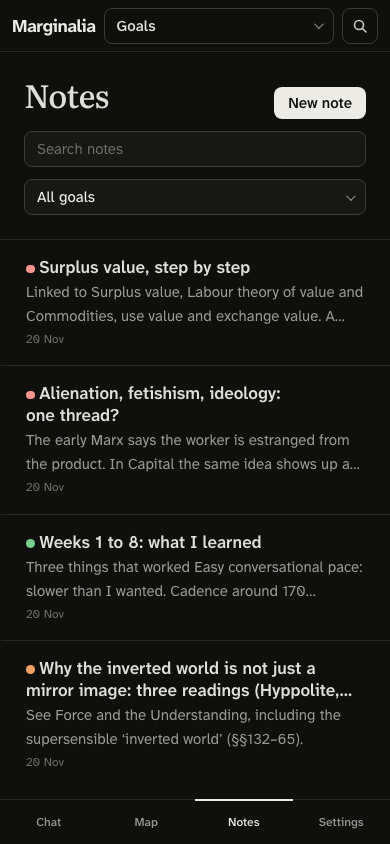 Marginalia
Goals
Notes
New note
Search notes
All goals
Surplus value, step by step
Linked to Surplus value, Labour theory of value and
Commodities, use value and exchange value. A...
20 Nov
Alienation, fetishism, ideology:
one thread?
The early Marx says the worker is estranged from
the product. In Capital the same idea shows up a...
20 Nov
Weeks 1 to 8: what I learned
Three things that worked Easy conversational pace:
slower than I wanted. Cadence around 170...
20 Nov
Why the inverted world is not just a
mirror image: three readings (Hyppolite,...
See Force and the Understanding, including the
supersensible ‘inverted world’ (§§132–65).
20 Nov
Chat
Map
Notes
Settings